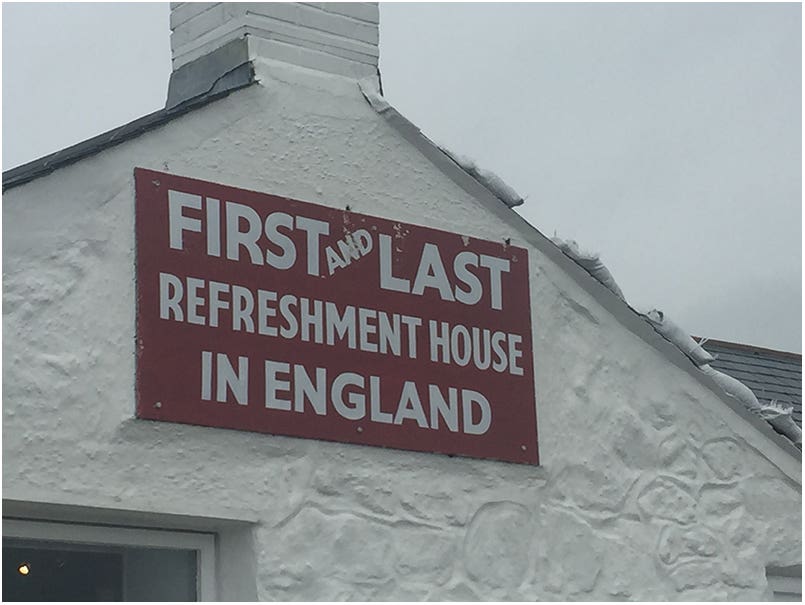 FIRST AND LAST
REFRESHMENT HOUSE
IN ENGLAND